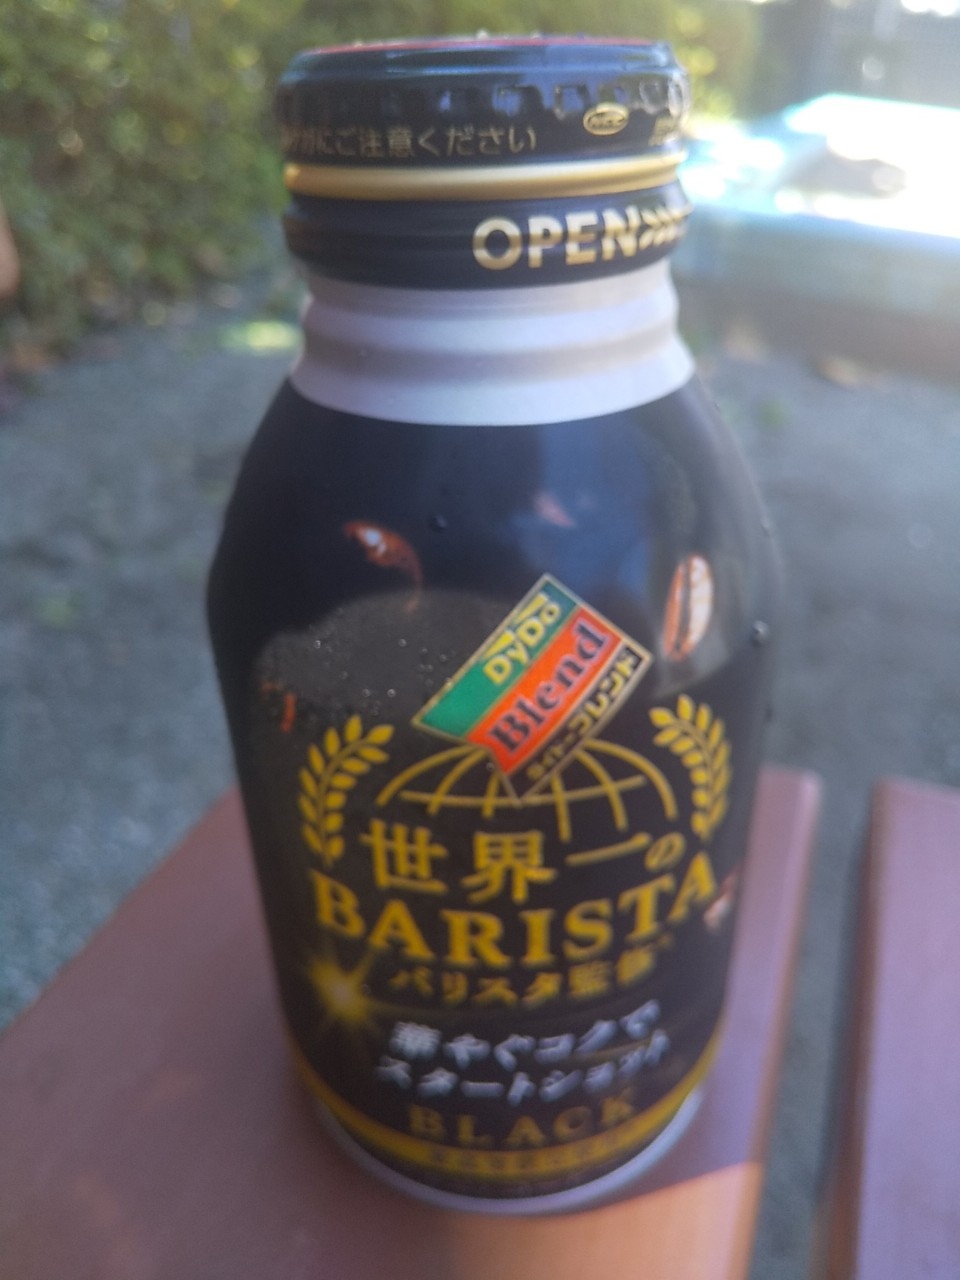 にご注意ください
NCC
OPEN
DyDo
Blend
ダイドーブレンド
世界一の
BARISTA
バリスタ監修
華やぐコクで
スタートショット
BLACK